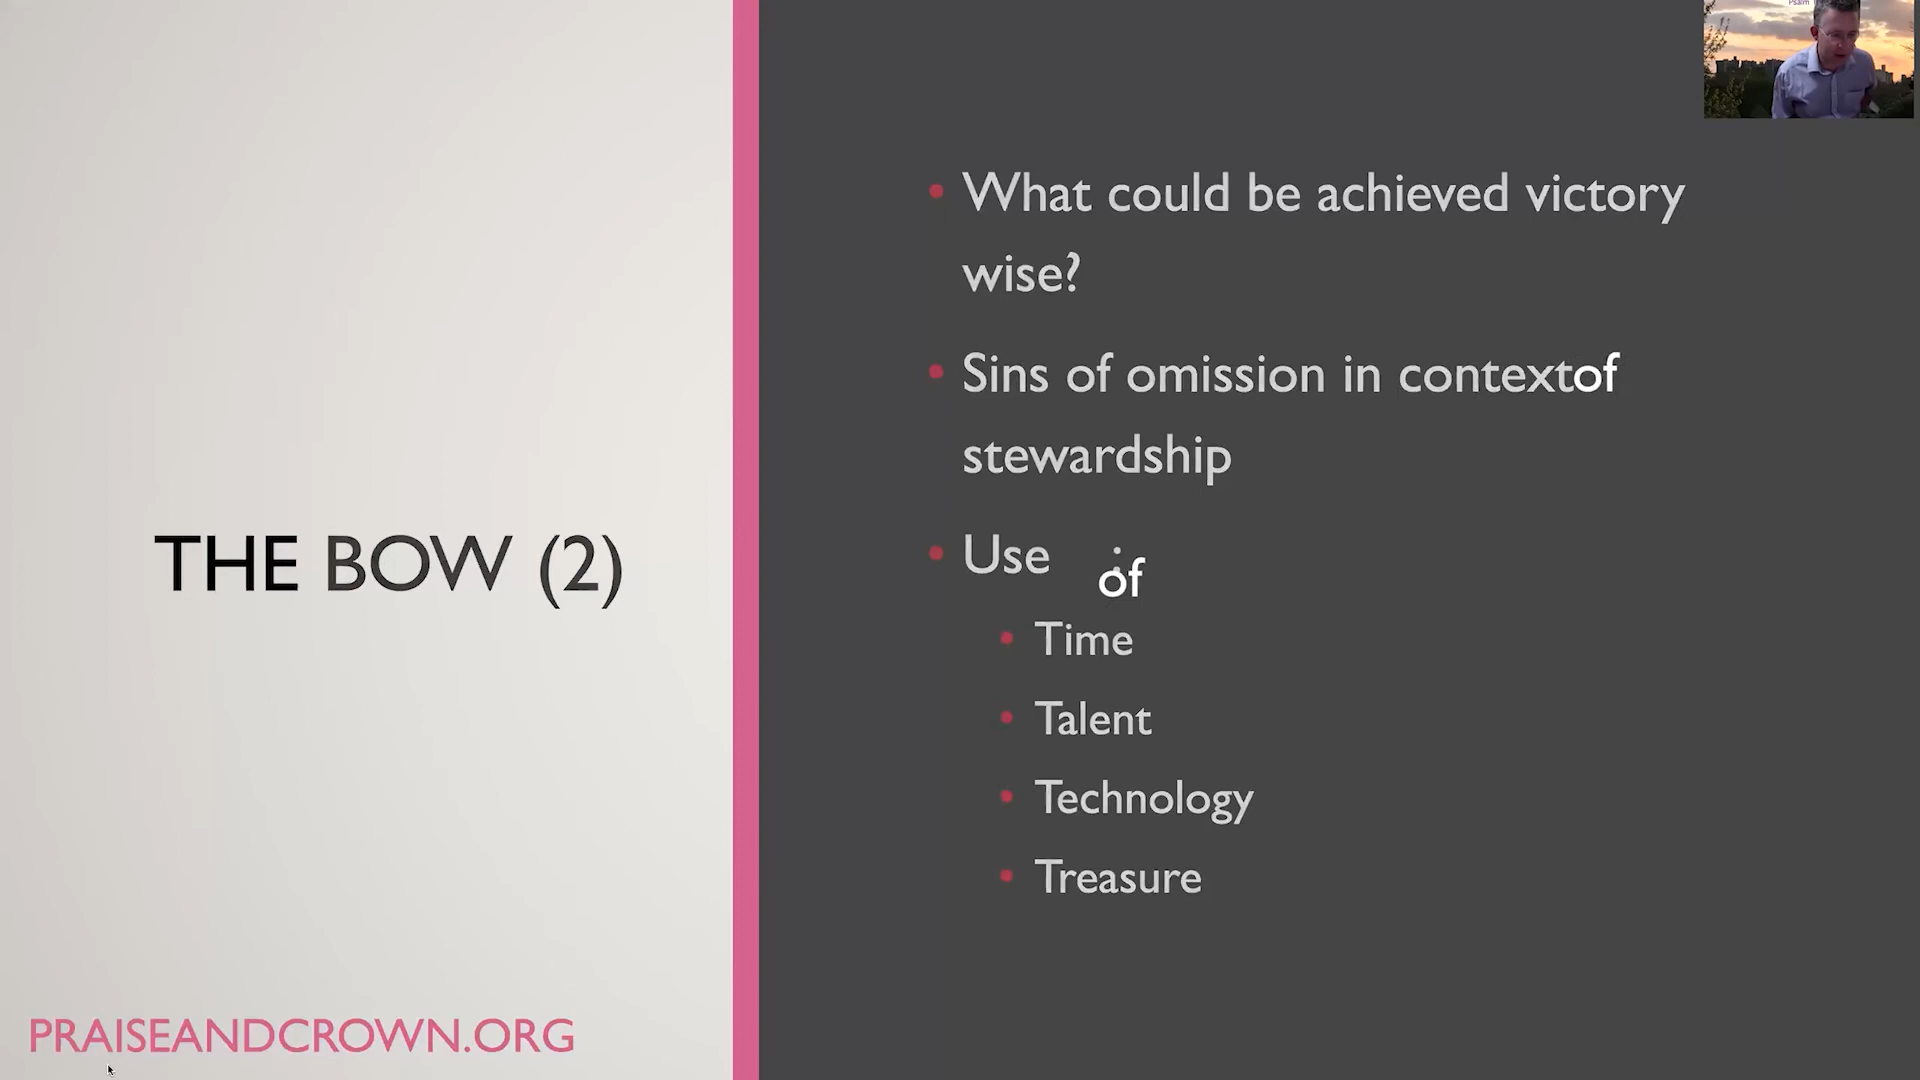 Psalm
What could be achieved victory
wise?
Sins of omission in contextof
stewardship
THE BOW (2)
Use of :
Time
Talent
Technology
Treasure
PRAISEANDCROWN.ORG